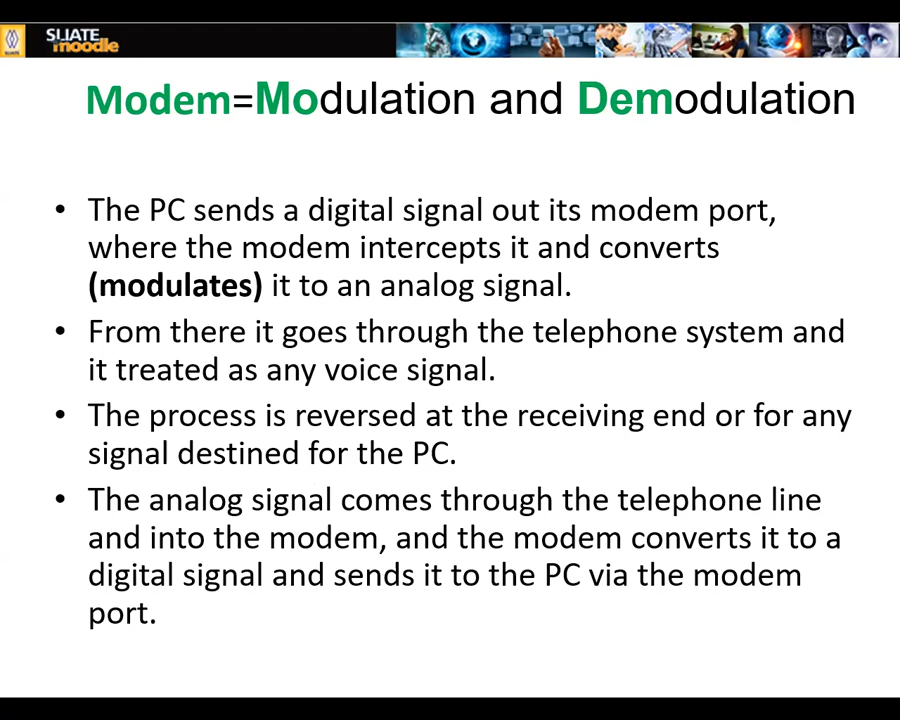 SLIATE
moodle
Modem=Modulation and Demodulation
• The PC sends a digital signal out its modem port,
where the modem intercepts it and converts
(modulates) it to an analog signal.
• From there it goes through the telephone system and
it treated as any voice signal.
• The process is reversed at the receiving end or for any
signal destined for the PC.
• The analog signal comes through the telephone line
and into the modem, and the modem converts it to a
digital signal and sends it to the PC via the modem
port.